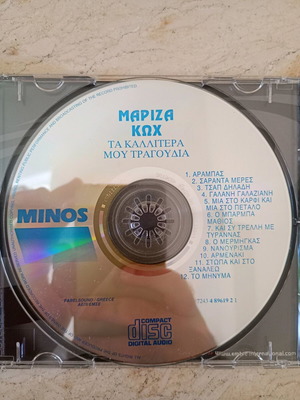 ΜΑΡΙΖΑ
ΚΩΧ
ΤΑ ΚΑΛΛΙΤΕΡΑ
ΜΟΥ ΤΡΑΓΟΥΔΙΑ
MINOS
1. ΑΡΑΜΠΑΣ
2. ΣΑΡΑΝΤΑ ΜΕΡΕΣ
3. ΤΣΑΠ ΔΗΛΑΔΗ
4. ΓΑΛΑΝΗ ΓΑΛΑΖΙΑΝΗ
5. ΜΙΑ ΣΤΟ ΚΑΡΦΙ ΚΑΙ
ΜΙΑ ΣΤΟ ΠΕΤΑΛΟ
6. Ο ΜΠΑΡΜΠΑ
ΜΑΘΙΟΣ
7. ΚΑΙ ΣΥ ΤΡΕΛΛΗ ΜΕ
ΤΥΡΑΝΝΑΣ
8. Ο ΜΕΡΜΗΓΚΑΣ
9. ΝΑΝΟΥΡΙΣΜΑ
10. ΑΡΜΕΝΑΚΙ
11. ΣΤΟΠΑ ΚΑΙ ΣΤΟ
ΞΑΝΑΛΕΩ
12. ΤΟ ΜΗΝΥΜΑ
COMPACT
disc
DIGITAL AUDIO